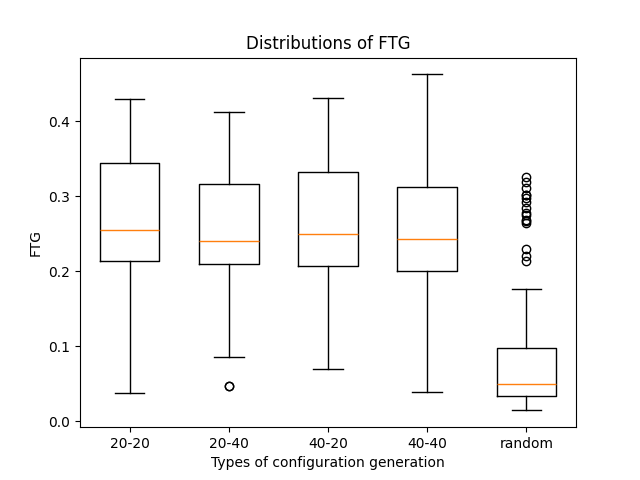 Distributions of FTG
FTG
0.4
0.3
0.2
0.1
0.0
20-20
20-40
40-20
40-40
random
Types of configuration generation